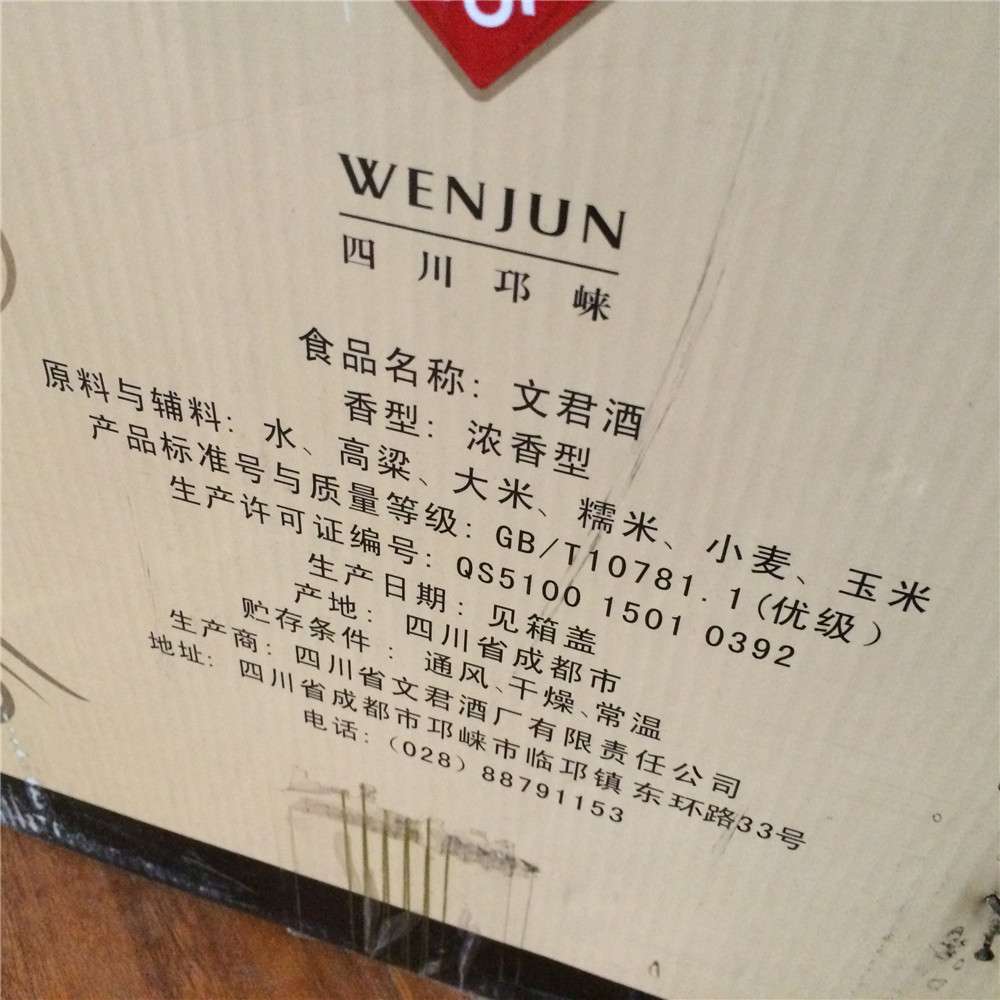 WENJUN
四川邛崃
食品名称：文君酒
香型：浓香型
原料与辅料：水、高粱、大米、糯米、小麦、玉米
产品标准号与质量等级：GB/T10781.1(优级)
生产许可证编号：QS5100 1501 0392
生产日期：见箱盖
产地：四川省成都市
贮存条件：通风、干燥、常温
生产商：四川省文君酒厂有限责任公司
地址：四川省成都市邛崃市临邛镇东环路33号
电话：（028）88791153